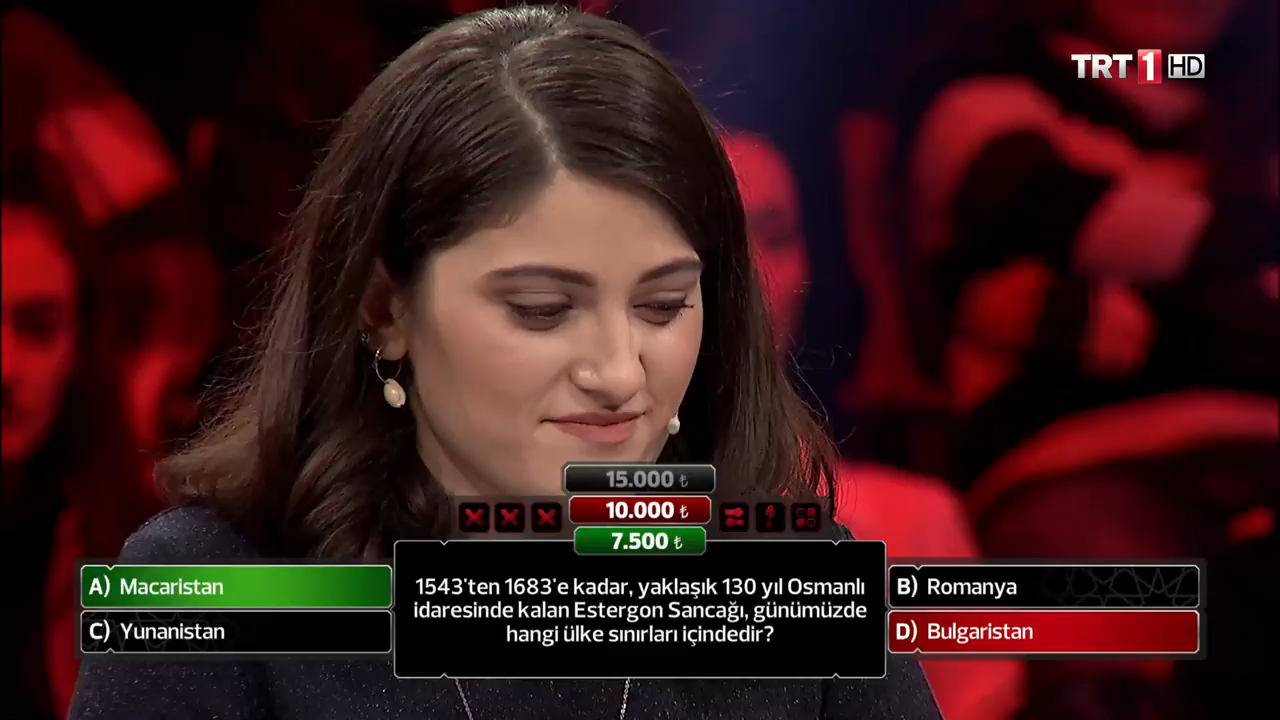 TRT 1 HD
15.000 ₺
10.000 ₺
7.500 ₺
1543'ten 1683'e kadar, yaklaşık 130 yıl Osmanlı
idaresinde kalan Estergon Sancağı, günümüzde
hangi ülke sınırları içindedir?
A) Macaristan
B) Romanya
C) Yunanistan
D) Bulgaristan